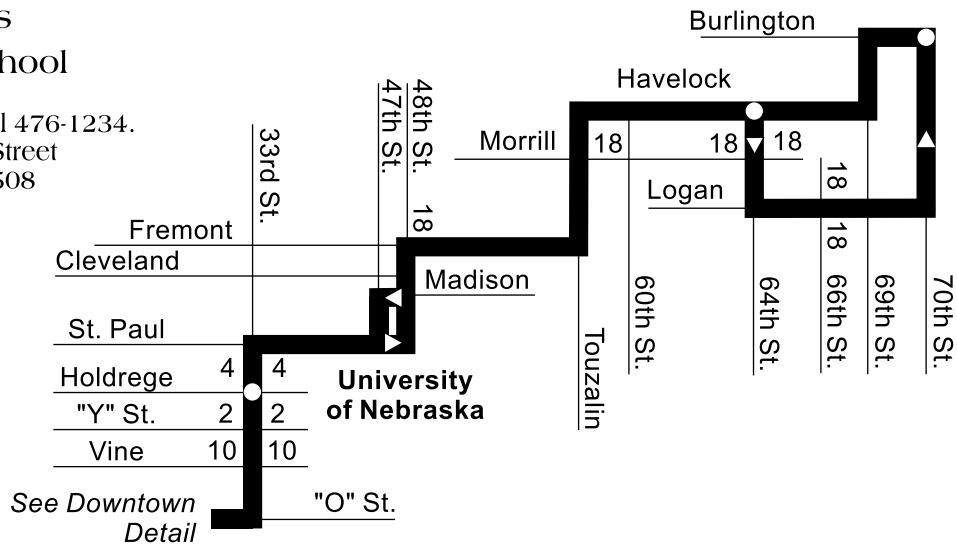 s
hool
l 476-1234.
Street
508
Burlington
Havelock
47th St.
48th St.
33rd St.
Morrill
18
18
18
Logan
18
18
18
Fremont
Cleveland
Madison
60th St.
64th St.
66th St.
69th St.
70th St.
St. Paul
Touzalin
4
4
Holdrege
University
of Nebraska
"Y" St.
2
2
Vine
10
10
See Downtown
Detail
"O" St.